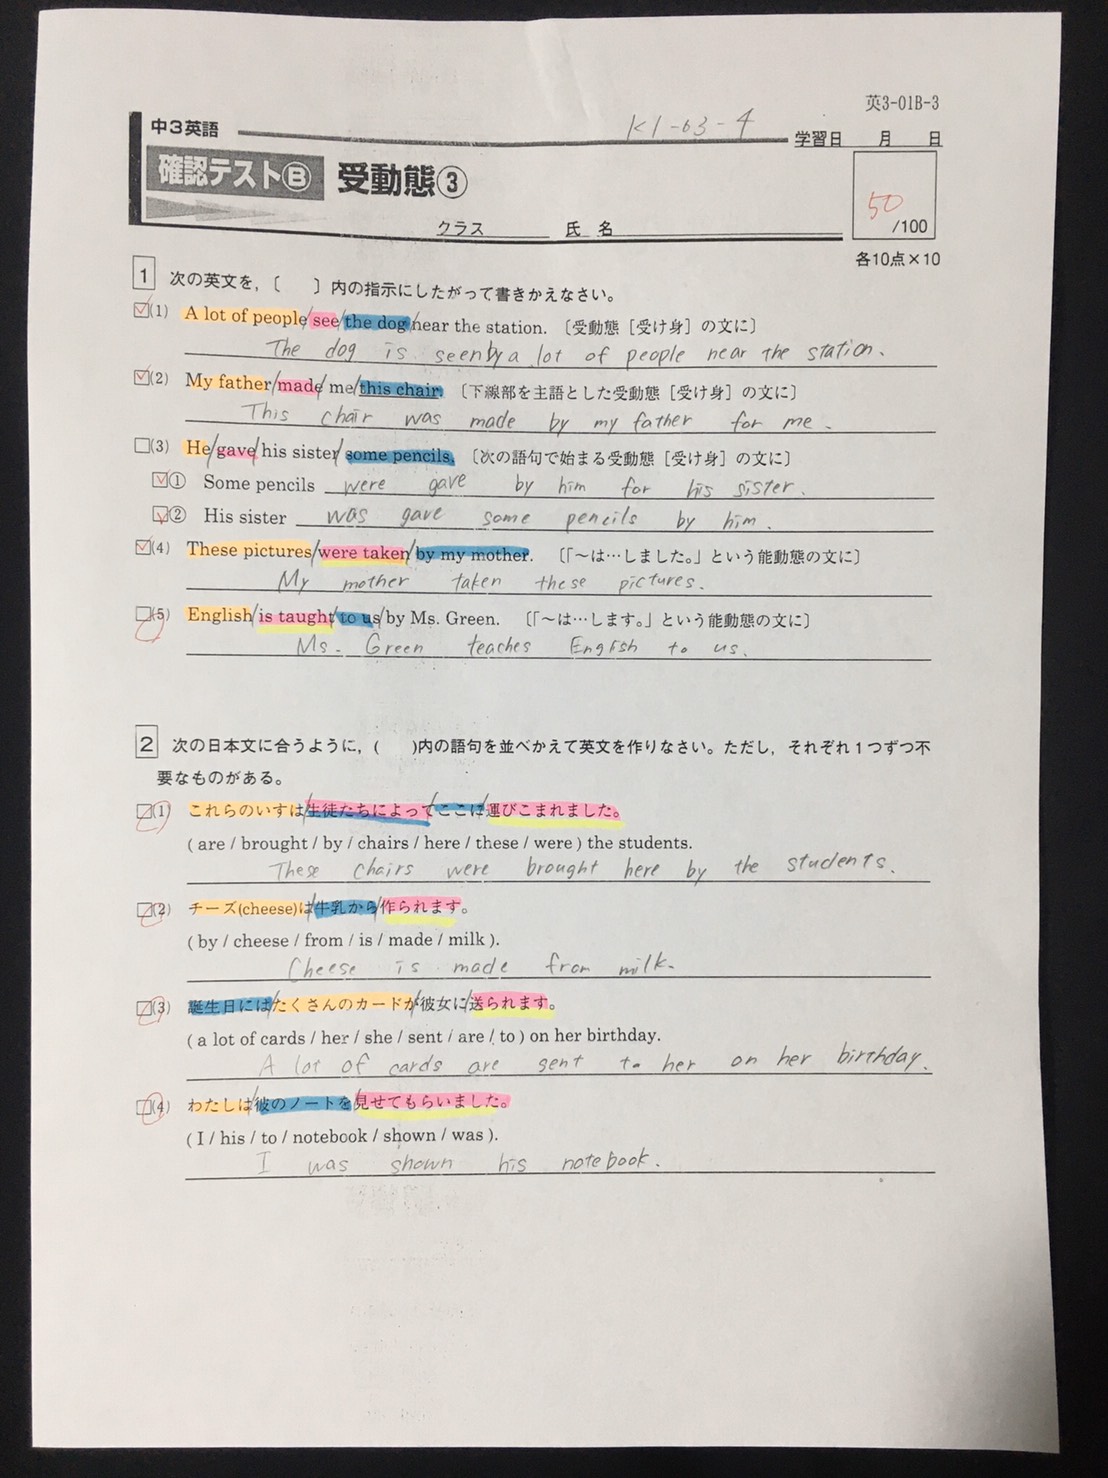 英3-01B-3
中3英語
K1-03-4
学習日 月 日
確認テストⒷ 受動態③
50
/100
クラス 氏名
各10点×10
1 次の英文を,〔 〕内の指示にしたがって書きかえなさい。
(1) A lot of people/see/the dog/near the station. 〔受動態［受け身］の文に〕
The dog is seen by a lot of people near the station.
(2) My father/made/me/this chair. 〔下線部を主語とした受動態［受け身］の文に〕
This chair was made by my father for me.
(3) He/gave/his sister/some pencils. 〔次の語句で始まる受動態［受け身］の文に〕
① Some pencils were gave by him for his sister.
② His sister was gave some pencils by him.
(4) These pictures/were taken/by my mother. 〔「～は…しました。」という能動態の文に〕
My mother taken these pictures.
(5) English/is taught/to us/by Ms. Green. 〔「～は…します。」という能動態の文に〕
Ms. Green teaches English to us.
2 次の日本文に合うように, ( )内の語句を並べかえて英文を作りなさい。ただし, それぞれ1つずつ不
要なものがある。
(1) これらのいすは/生徒たちによって/ここに/運びこまれました。
( are / brought / by / chairs / here / these / were ) the students.
These chairs were brought here by the students.
(2) チーズ(cheese)は/牛乳から/作られます。
( by / cheese / from / is / made / milk ).
Cheese is made from milk.
(3) 誕生日には/たくさんのカードが/彼女に/送られます。
( a lot of cards / her / she / sent / are / to ) on her birthday.
A lot of cards are sent to her on her birthday.
(4) わたしは/彼のノートを/見せてもらいました。
( I / his / to / notebook / shown / was ).
I was shown his notebook.